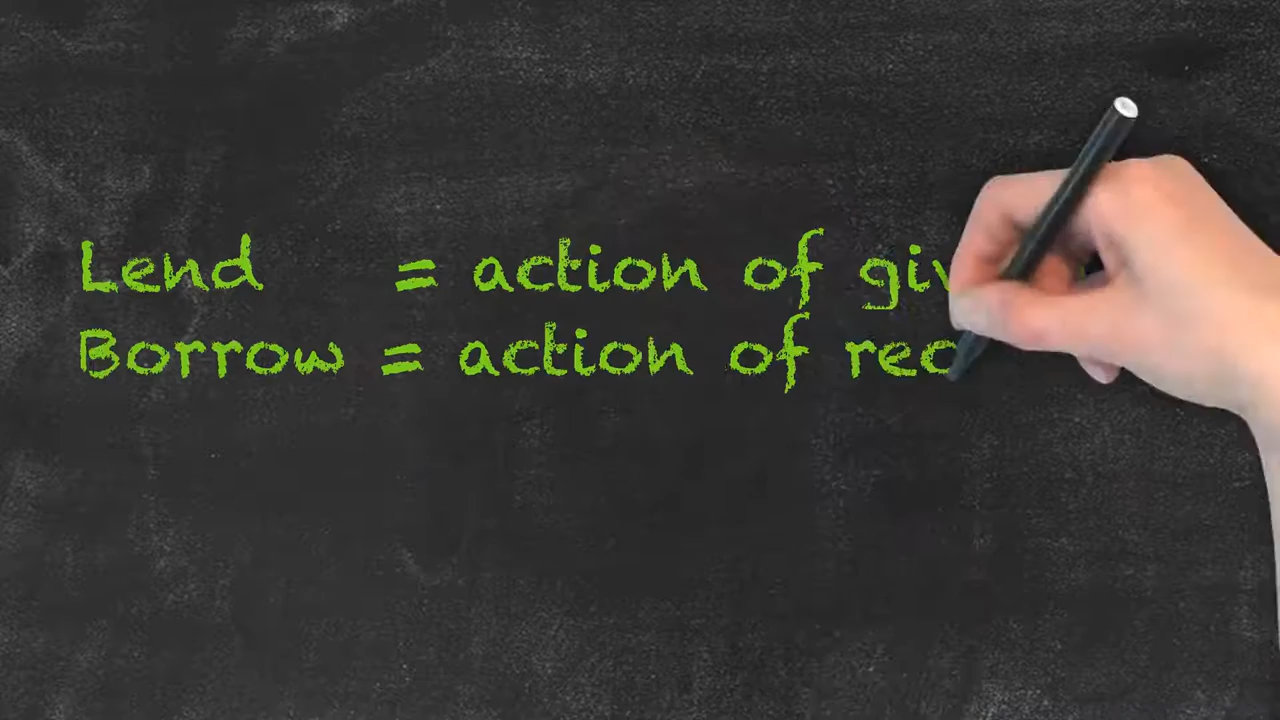 Lend = action of giv
Borrow = action of rec